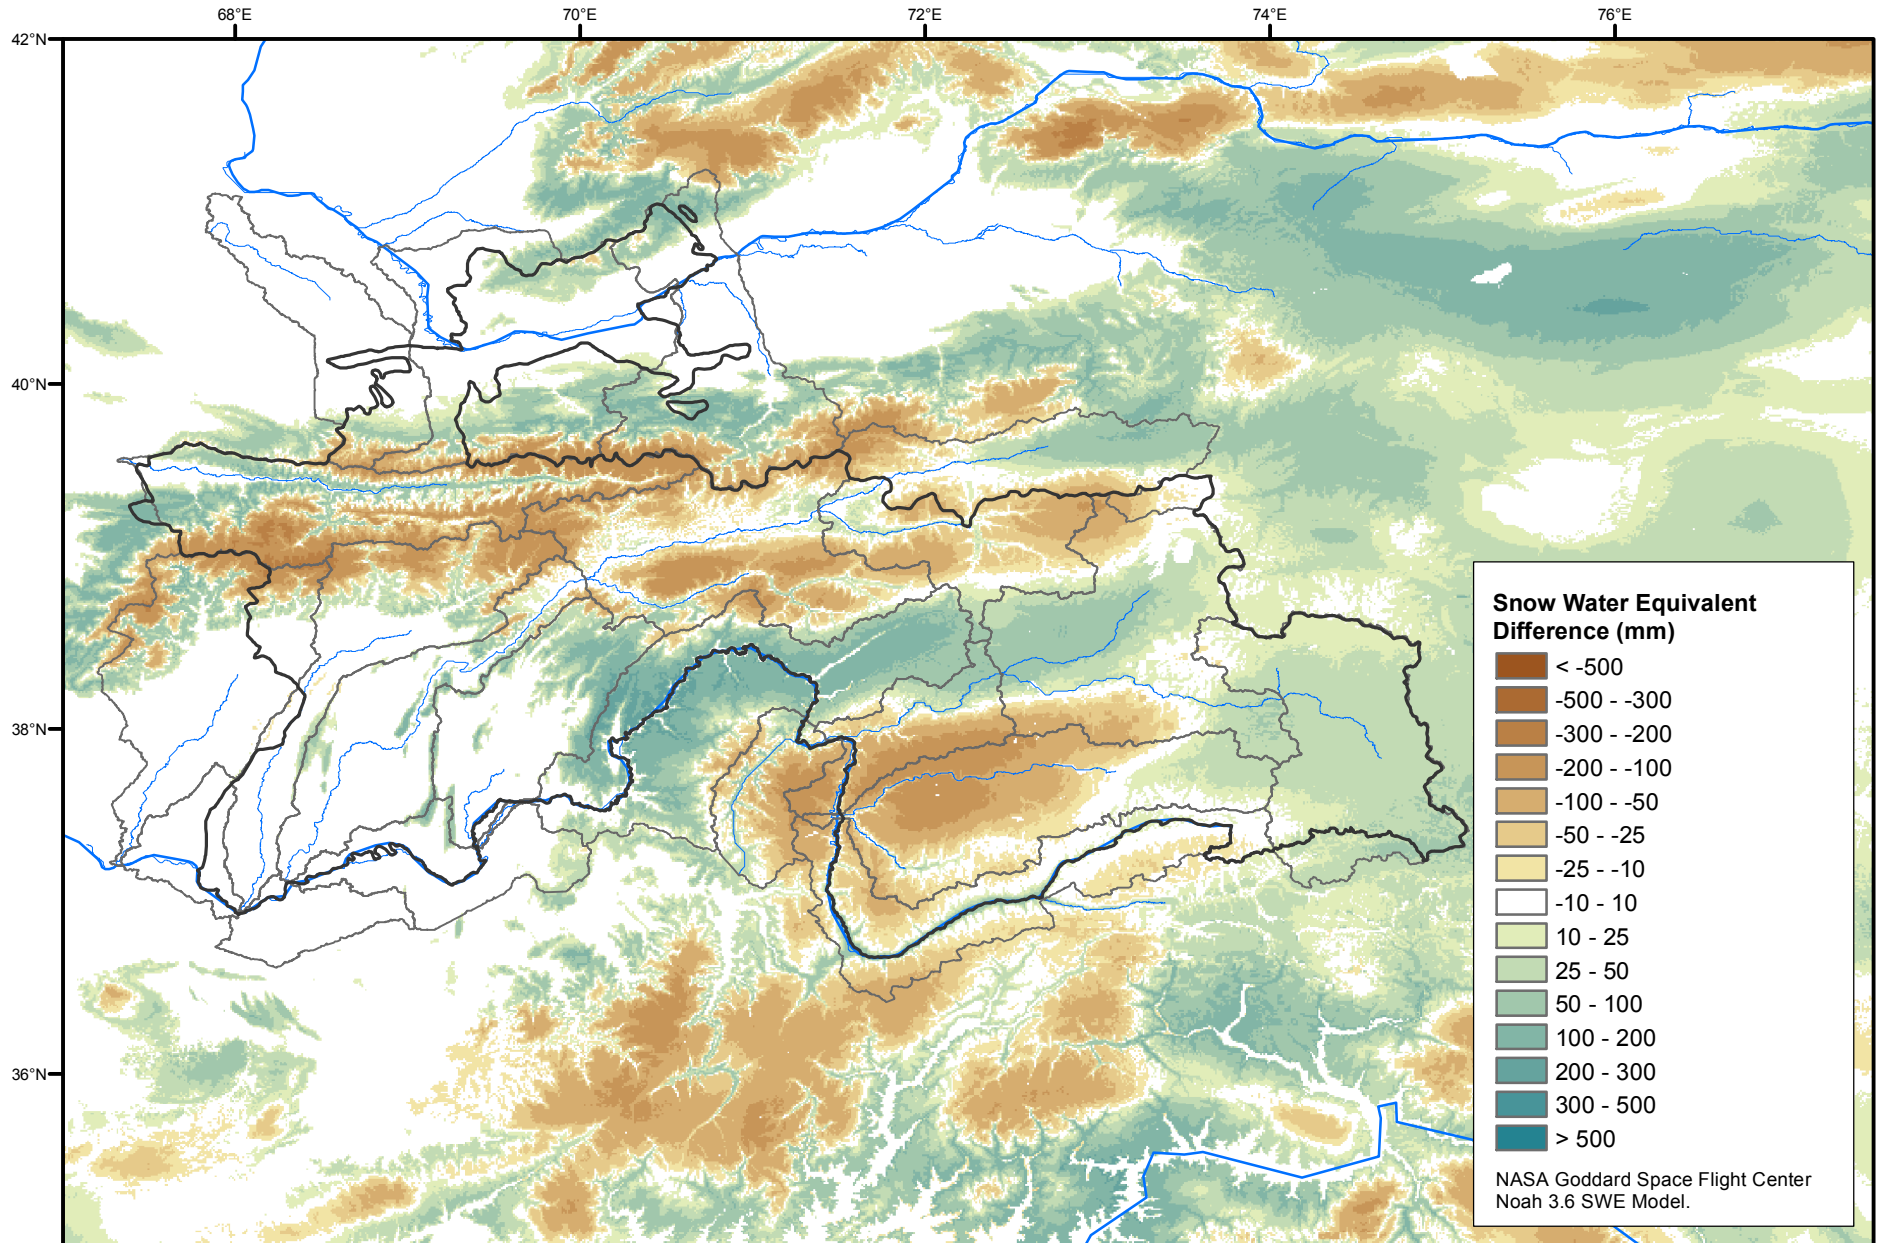 68°E
70°E
72°E
74°E
76°E
42°N
40°N
38°N
36°N
Snow Water Equivalent
Difference (mm)
< -500
-500 - -300
-300 - -200
-200 - -100
-100 - -50
-50 - -25
-25 - -10
-10 - 10
10 - 25
25 - 50
50 - 100
100 - 200
200 - 300
300 - 500
> 500
NASA Goddard Space Flight Center
Noah 3.6 SWE Model.